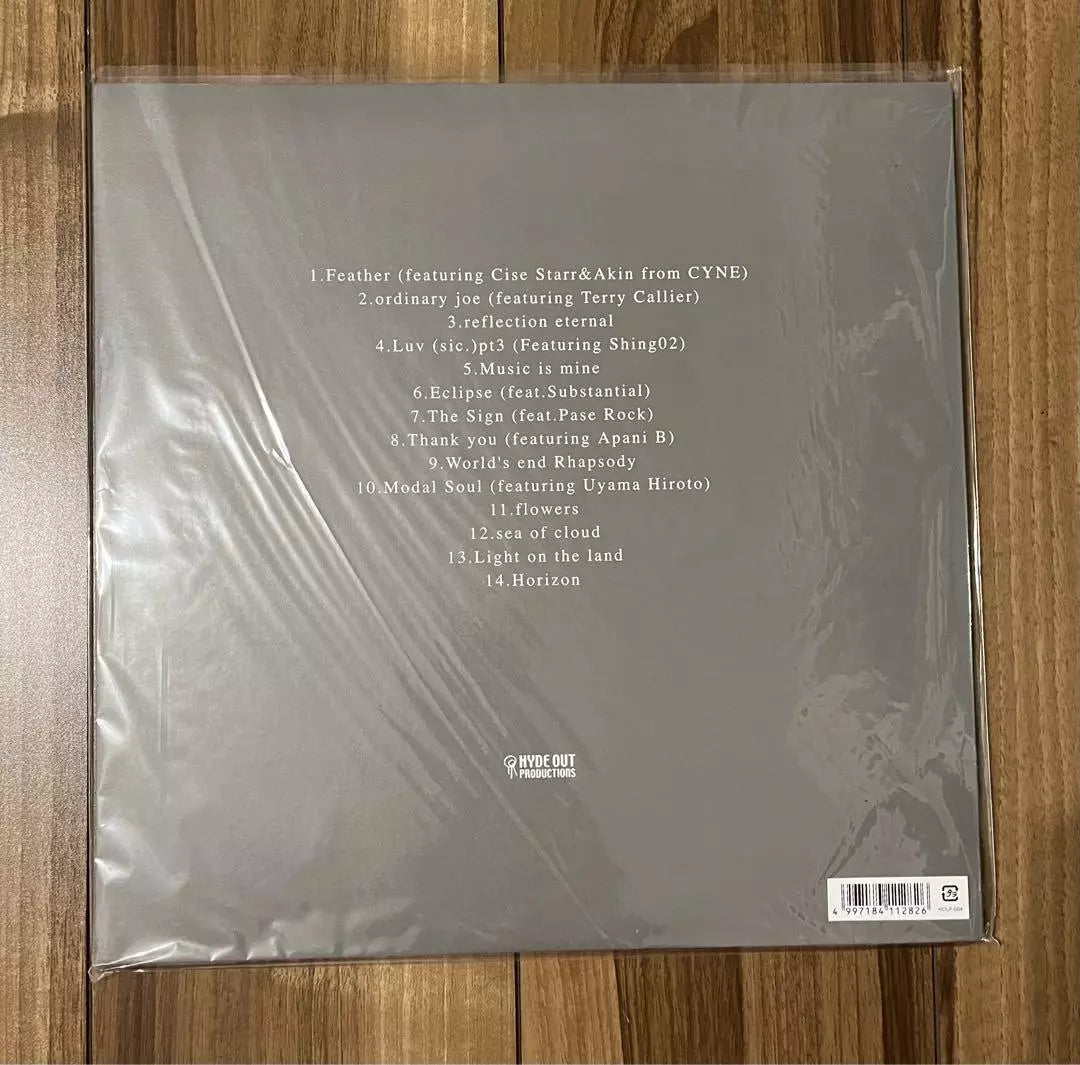 1.Feather (featuring Cise Starr&Akin from CYNE)
2.ordinary joe (featuring Terry Callier)
3.reflection eternal
4.Luv (sic.)pt3 (Featuring Shing02)
5.Music is mine
6.Eclipse (feat.Substantial)
7.The Sign (feat.Pase Rock)
8.Thank you (featuring Apani B)
9.World's end Rhapsody
10.Modal Soul (featuring Uyama Hiroto)
11.flowers
12.sea of cloud
13.Light on the land
14.Horizon
HYDE OUT
PRODUCTIONS
4 997184 112826